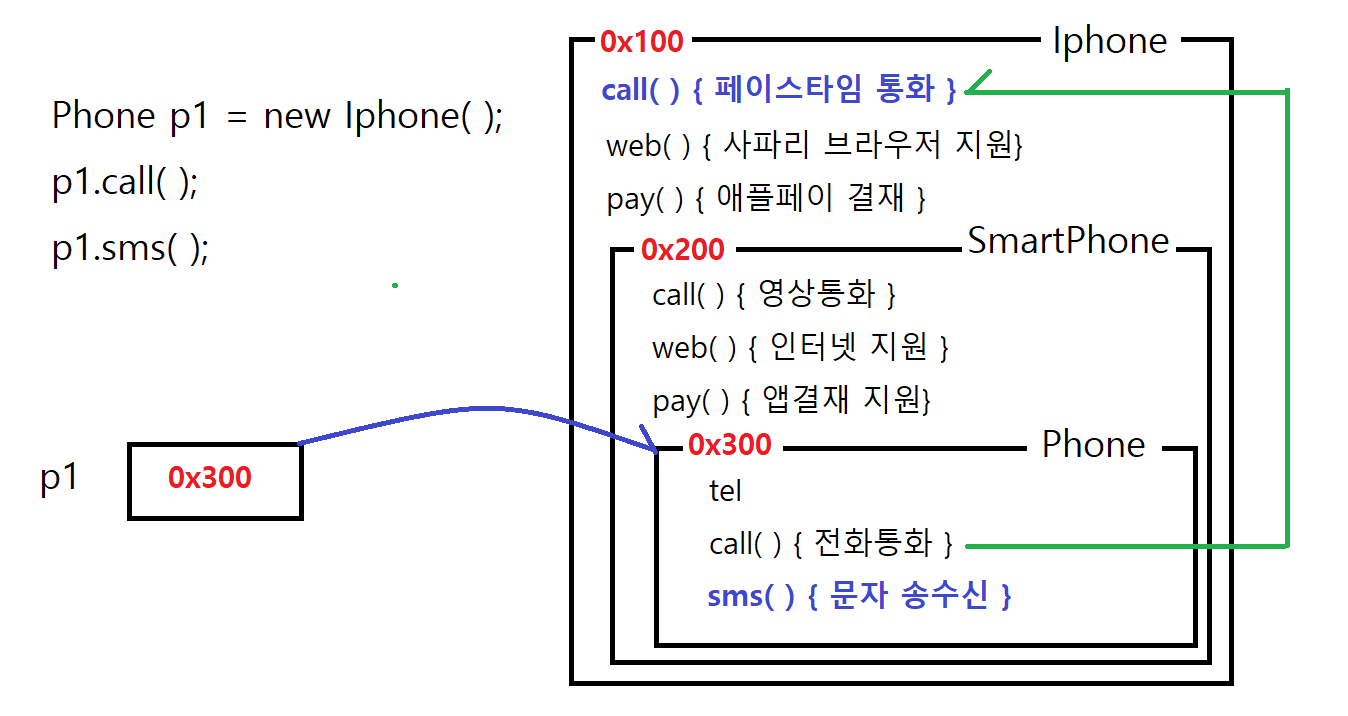 Phone p1 = new Iphone( );
p1.call( );
p1.sms( );
p1
0x300
0x100
Iphone
call( ) { 페이스타임 통화 }
web( ) { 사파리 브라우저 지원}
pay( ) { 애플페이 결재 }
0x200
SmartPhone
call( ) { 영상통화 }
web( ) { 인터넷 지원 }
pay( ) { 앱결재 지원}
0x300
Phone
tel
call( ) { 전화통화 }
sms( ) { 문자 송수신 }